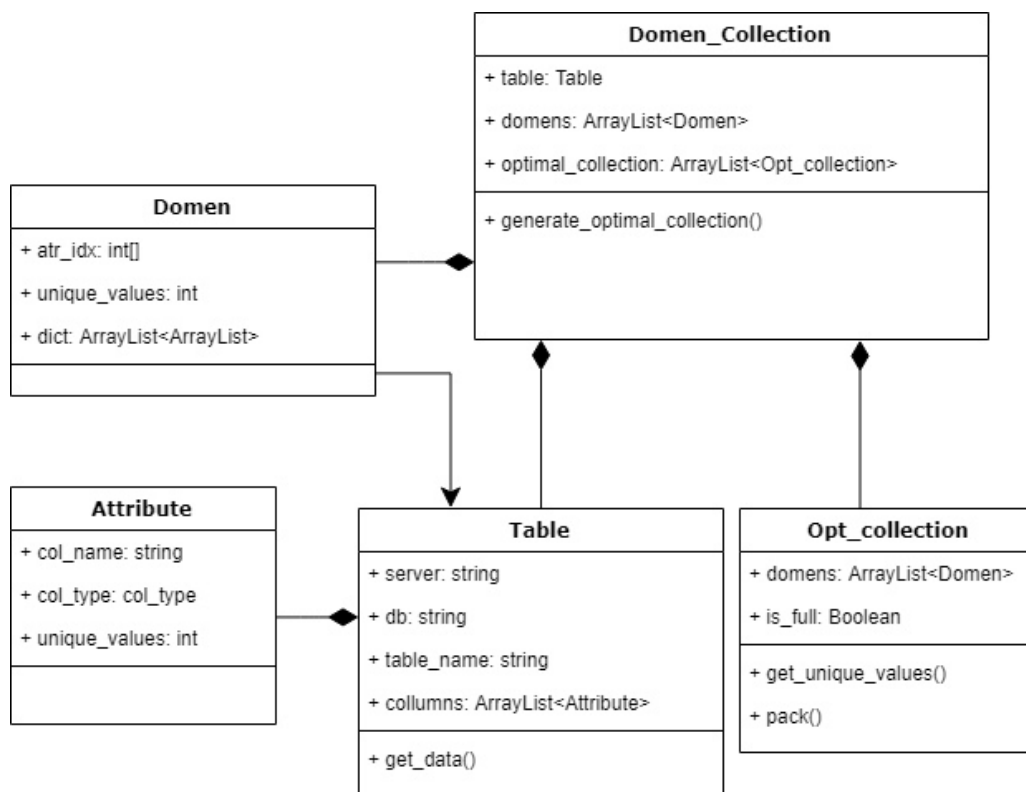 Domen_Collection
+ table: Table
+ domens: ArrayList<Domen>
+ optimal_collection: ArrayList<Opt_collection>
+ generate_optimal_collection()
Domen
+ atr_idx: int[]
+ unique_values: int
+ dict: ArrayList<ArrayList>
Attribute
+ col_name: string
+ col_type: col_type
+ unique_values: int
Table
+ server: string
+ db: string
+ table_name: string
+ collumns: ArrayList<Attribute>
+ get_data()
Opt_collection
+ domens: ArrayList<Domen>
+ is_full: Boolean
+ get_unique_values()
+ pack()